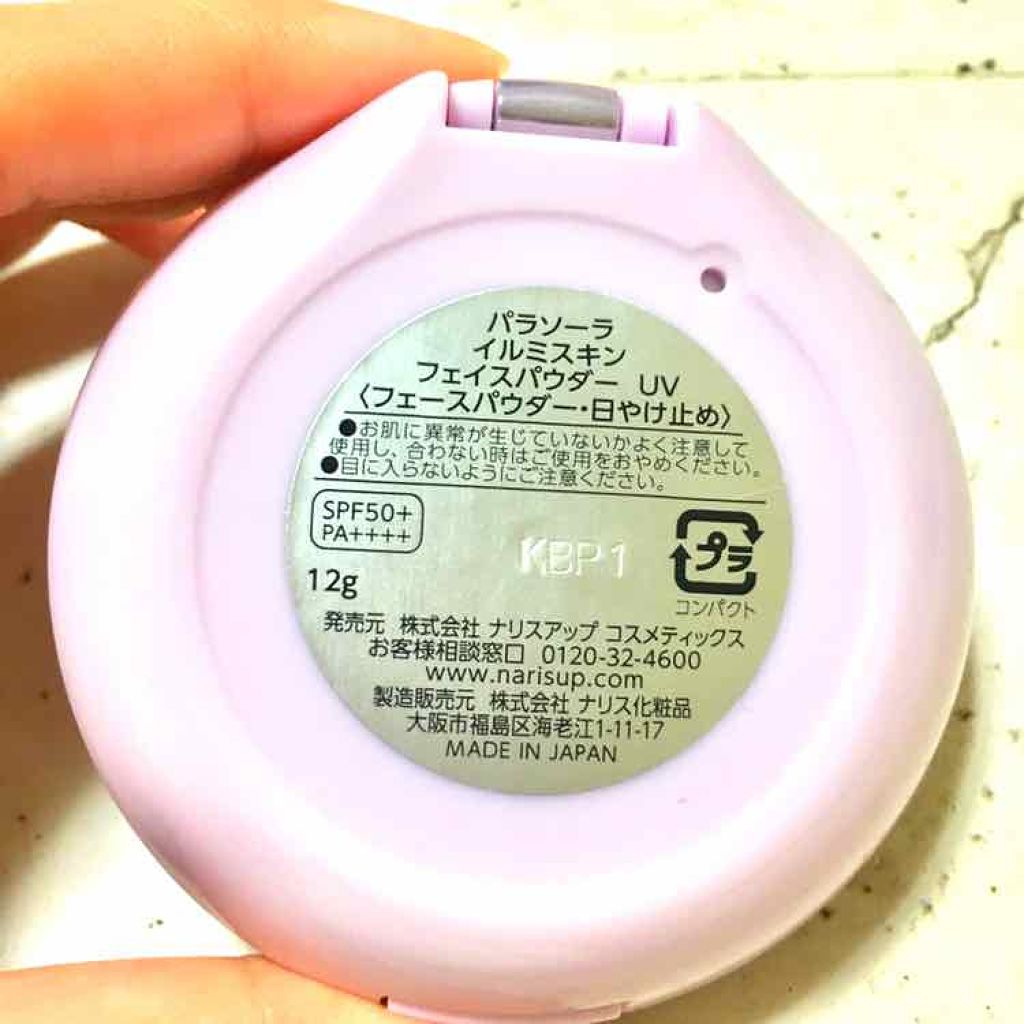 パラソーラ
イルミスキン
フェイスパウダー UV
〈フェースパウダー・日やけ止め〉
●お肌に異常が生じていないかよく注意して
使用し、合わない時はご使用をおやめください。
●目に入らないようにご注意ください。
SPF50+
PA++++
KBP1
プラ
コンパクト
12g
発売元 株式会社 ナリスアップ コスメティックス
お客様相談窓口 0120-32-4600
www.narisup.com
製造販売元 株式会社 ナリス化粧品
大阪市福島区海老江1-11-17
MADE IN JAPAN